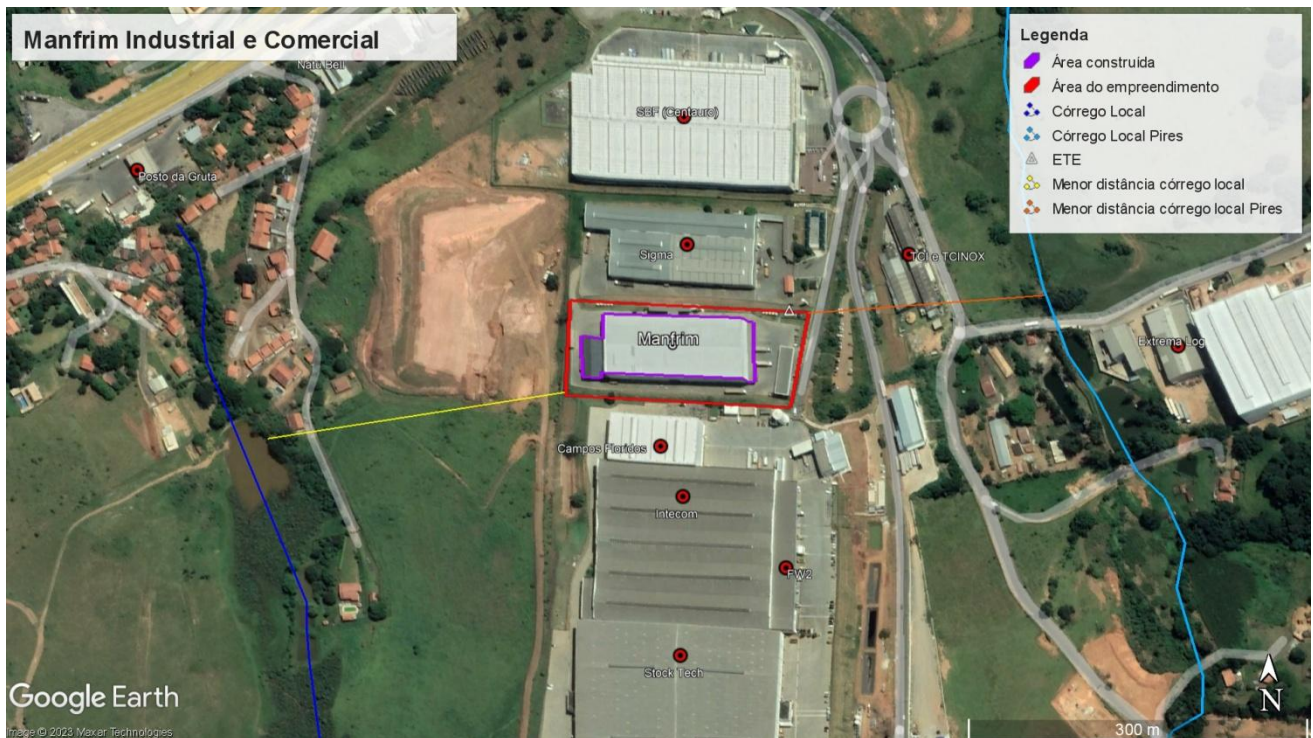 Manfrim Industrial e Comercial
Natu Bell
Posto da Gruta
SBF (Centauro)
Sigma
TCI e TCINOX
Manfrim
Extrema Log
Campos Floridos
Intecom
FW2
Stock Tech
Legenda
Área construída
Área do empreendimento
Córrego Local
Córrego Local Pires
ETE
Menor distância córrego local
Menor distância córrego local Pires
Google Earth
Image © 2023 Maxar Technologies
N
300 m